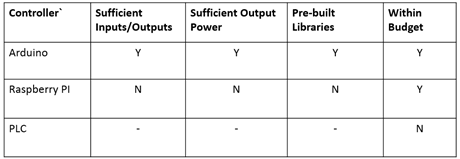 Controller` Sufficient Sufficient Output Pre-built Within
Inputs/Outputs Power Libraries Budget
Arduino Y Y Y Y
Raspberry PI N N N Y
PLC - - - N